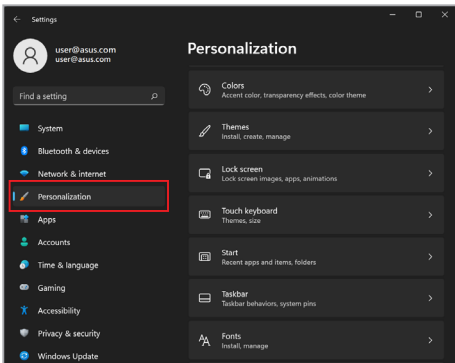 Settings
user@asus.com
user@asus.com
Find a setting
System
Bluetooth & devices
Network & internet
Personalization
Apps
Accounts
Time & language
Gaming
Accessibility
Privacy & security
Windows Update
Personalization
Colors
Accent color, transparency effects, color theme
Themes
Install, create, manage
Lock screen
Lock screen images, apps, animations
Touch keyboard
Themes, size
Start
Recent apps and items, folders
Taskbar
Taskbar behaviors, system pins
Fonts
Install, manage